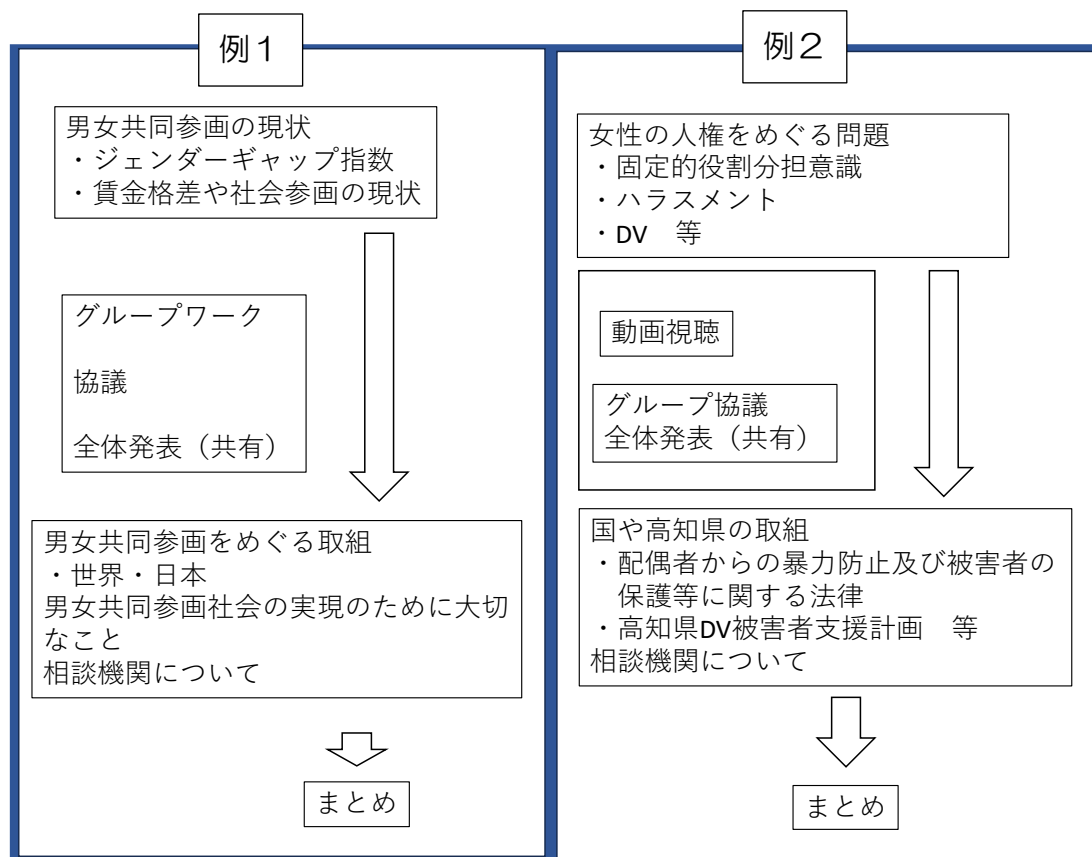 例１
男女共同参画の現状
・ジェンダーギャップ指数
・賃金格差や社会参画の現状
グループワーク
協議
全体発表（共有）
男女共同参画をめぐる取組
・世界・日本
男女共同参画社会の実現のために大切
なこと
相談機関について
まとめ
例２
女性の人権をめぐる問題
・固定的役割分担意識
・ハラスメント
・DV　等
動画視聴
グループ協議
全体発表（共有）
国や高知県の取組
・配偶者からの暴力防止及び被害者の
保護等に関する法律
・高知県DV被害者支援計画　等
相談機関について
まとめ